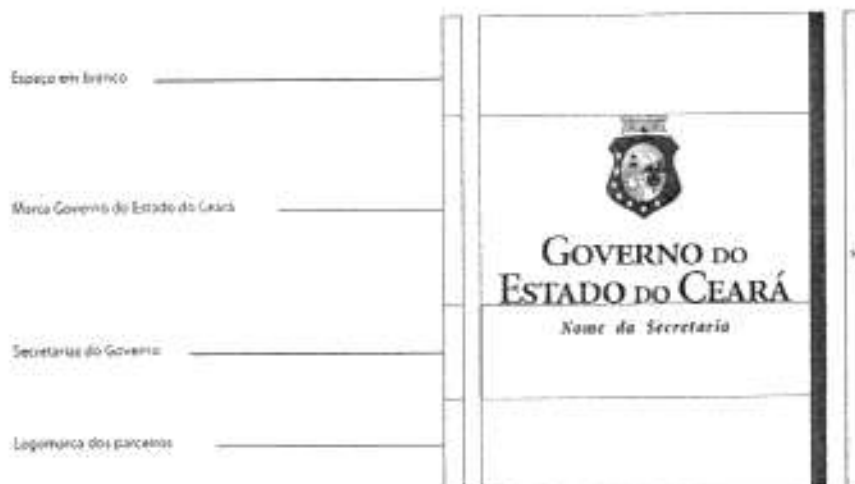 Espaço em branco
Marca Governo do Estado do Ceará
GOVERNO DO
ESTADO DO CEARÁ
Nome da Secretaria
Secretarias do Governo
Logomarca dos parceiros